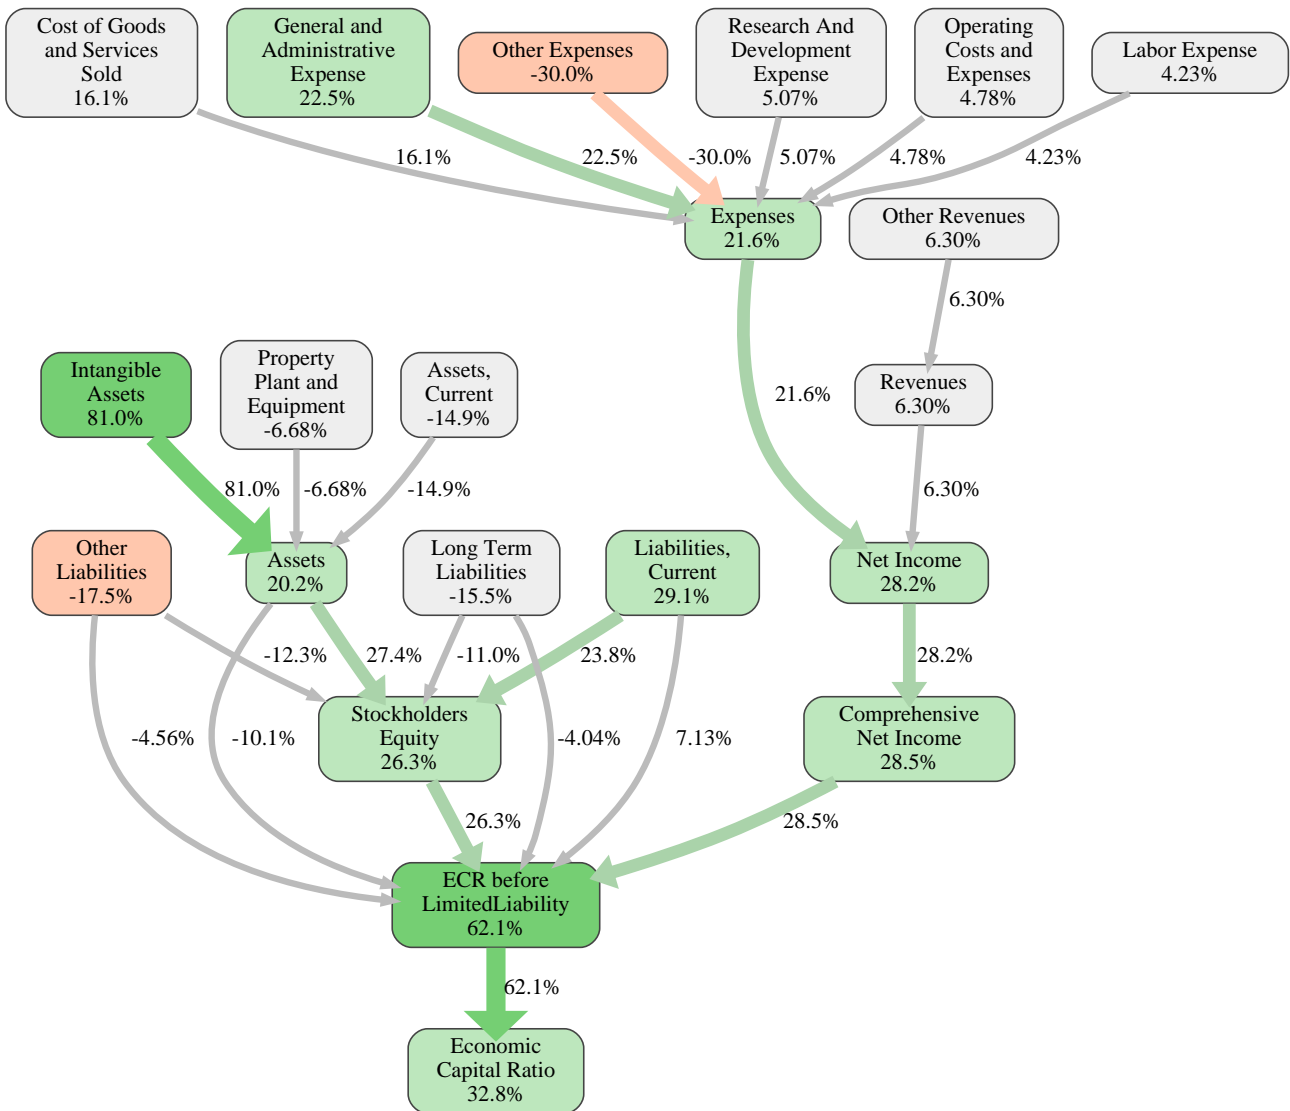 Cost of Goods
and Services
Sold
16.1%
General and
Administrative
Expense
22.5%
Other Expenses
-30.0%
Research And
Development
Expense
5.07%
Operating
Costs and
Expenses
4.78%
Labor Expense
4.23%
16.1%
22.5%
-30.0%
5.07%
4.78%
4.23%
Expenses
21.6%
Other Revenues
6.30%
6.30%
Intangible
Assets
81.0%
Property
Plant and
Equipment
-6.68%
Assets,
Current
-14.9%
21.6%
Revenues
6.30%
81.0%
-6.68%
-14.9%
6.30%
Other
Liabilities
-17.5%
Assets
20.2%
Long Term
Liabilities
-15.5%
Liabilities,
Current
29.1%
Net Income
28.2%
-12.3%
27.4%
-11.0%
23.8%
28.2%
-4.56%
-10.1%
Stockholders
Equity
26.3%
-4.04%
7.13%
Comprehensive
Net Income
28.5%
26.3%
28.5%
ECR before
LimitedLiability
62.1%
62.1%
Economic
Capital Ratio
32.8%